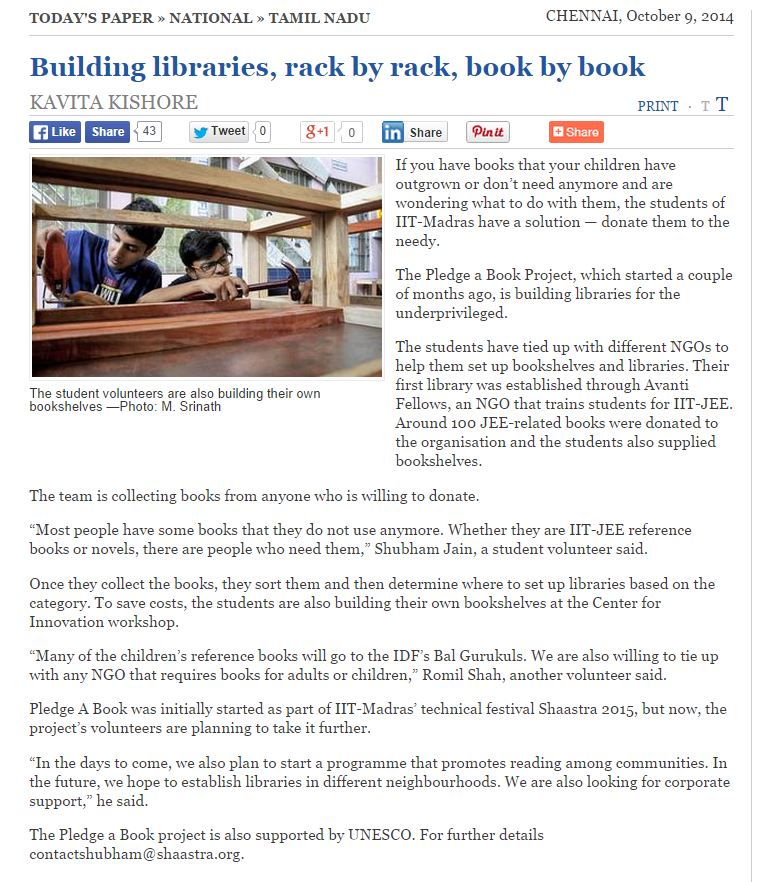 TODAY'S PAPER » NATIONAL » TAMIL NADU
CHENNAI, October 9, 2014
Building libraries, rack by rack, book by book
KAVITA KISHORE
PRINT · T T
Like Share 43 Tweet 0 g+1 0 in Share Pinit Share
If you have books that your children have
outgrown or don’t need anymore and are
wondering what to do with them, the students of
IIT-Madras have a solution — donate them to the
needy.
The Pledge a Book Project, which started a couple
of months ago, is building libraries for the
underprivileged.
The students have tied up with different NGOs to
help them set up bookshelves and libraries. Their
first library was established through Avanti
Fellows, an NGO that trains students for IIT-JEE.
Around 100 JEE-related books were donated to
the organisation and the students also supplied
bookshelves.
The student volunteers are also building their own
bookshelves —Photo: M. Srinath
The team is collecting books from anyone who is willing to donate.
“Most people have some books that they do not use anymore. Whether they are IIT-JEE reference
books or novels, there are people who need them,” Shubham Jain, a student volunteer said.
Once they collect the books, they sort them and then determine where to set up libraries based on the
category. To save costs, the students are also building their own bookshelves at the Center for
Innovation workshop.
“Many of the children’s reference books will go to the IDF’s Bal Gurukuls. We are also willing to tie up
with any NGO that requires books for adults or children,” Romil Shah, another volunteer said.
Pledge A Book was initially started as part of IIT-Madras’ technical festival Shaastra 2015, but now, the
project’s volunteers are planning to take it further.
“In the days to come, we also plan to start a programme that promotes reading among communities. In
the future, we hope to establish libraries in different neighbourhoods. We are also looking for corporate
support,” he said.
The Pledge a Book project is also supported by UNESCO. For further details
contactshubham@shaastra.org.